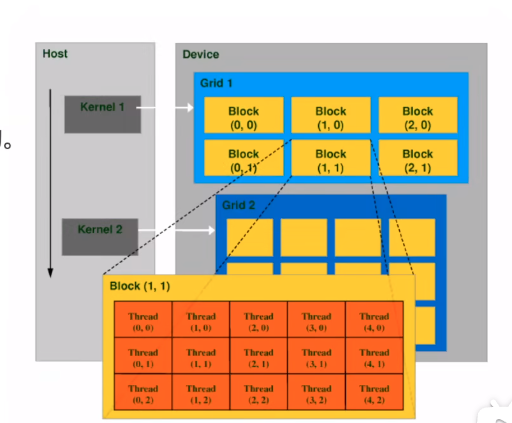 Host
Device
Grid 1
Kernel 1
Block
(0, 0)
Block
(1, 0)
Block
(2, 0)
Block
(0, 1)
Block
(1, 1)
Block
(2, 1)
Grid 2
Kernel 2
Block (1, 1)
Thread
(0, 0)
Thread
(1, 0)
Thread
(2, 0)
Thread
(3, 0)
Thread
(4, 0)
Thread
(0, 1)
Thread
(1, 1)
Thread
(2, 1)
Thread
(3, 1)
Thread
(4, 1)
Thread
(0, 2)
Thread
(1, 2)
Thread
(2, 2)
Thread
(3, 2)
Thread
(4, 2)